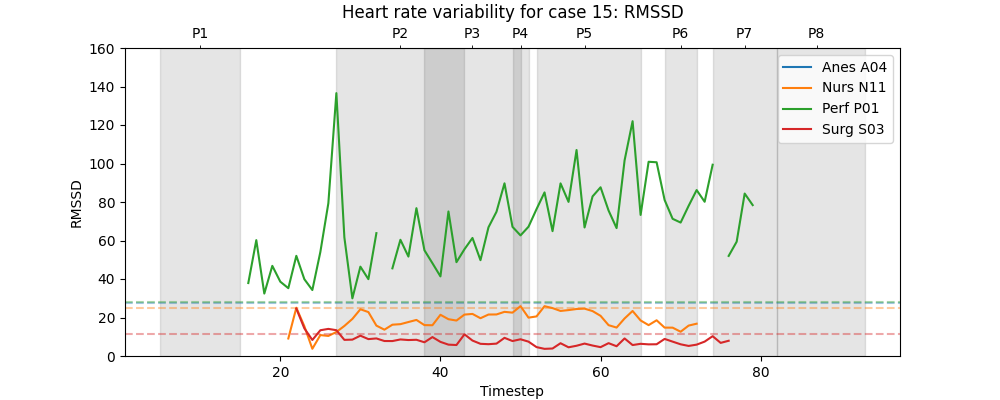 Heart rate variability for case 15: RMSSD
P1 P2 P3 P4 P5 P6 P7 P8
160
140
120
100
80
60
40
20
0
RMSSD
Anes A04
Nurs N11
Perf P01
Surg S03
20 40 60 80
Timestep